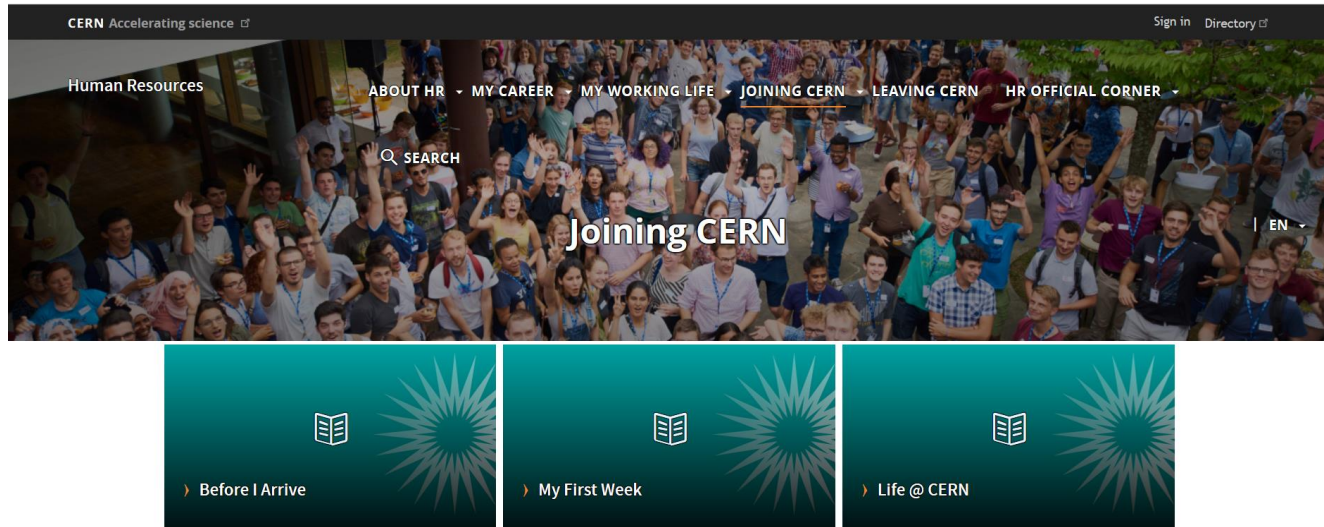 CERN Accelerating science
Sign in Directory
Human Resources
ABOUT HR MY CAREER MY WORKING LIFE JOINING CERN LEAVING CERN HR OFFICIAL CORNER
SEARCH
Joining CERN
| EN
Before I Arrive
My First Week
Life @ CERN